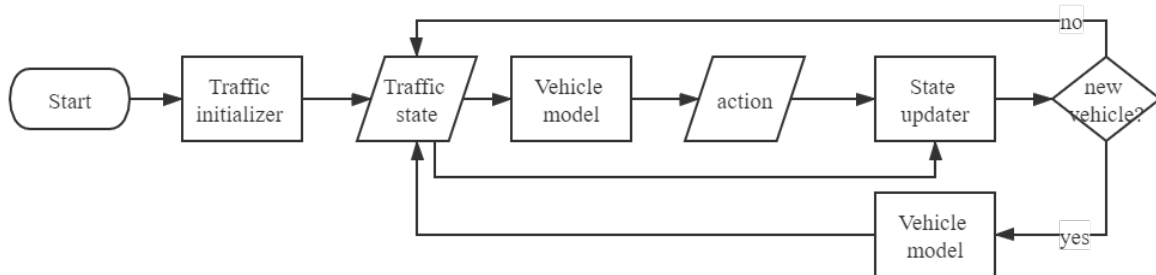 no
Start
Traffic
initializer
Traffic
state
Vehicle
model
action
State
updater
new
vehicle?
Vehicle
model
yes